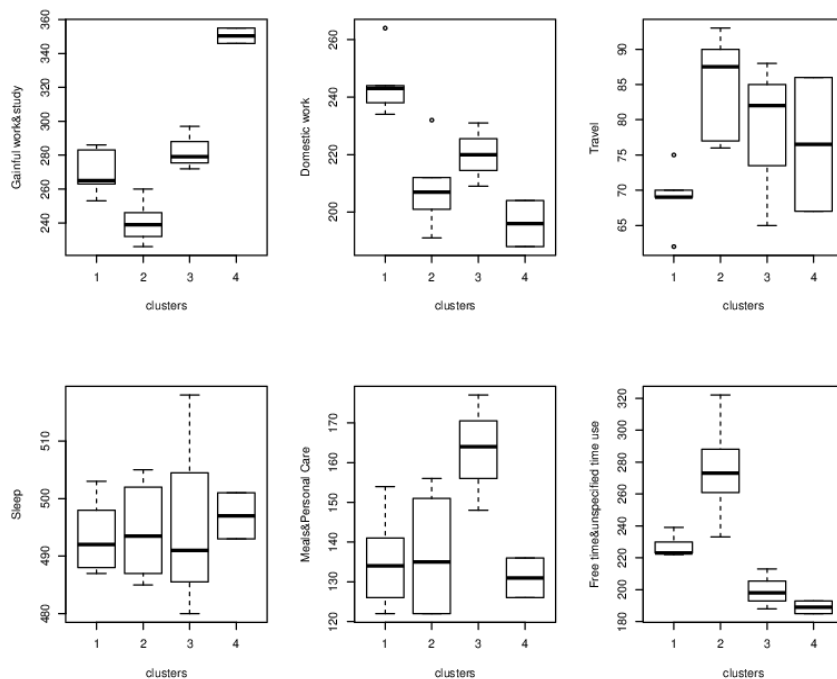 Gainful work&study
240 260 280 300 320 340 360
1 2 3 4
clusters
Domestic work
200 220 240 260
1 2 3 4
clusters
Travel
65 70 75 80 85 90
1 2 3 4
clusters
Sleep
480 490 500 510
1 2 3 4
clusters
Meals&Personal Care
120 130 140 150 160 170
1 2 3 4
clusters
Free time&unspecified time use
180 200 220 240 260 280 300 320
1 2 3 4
clusters